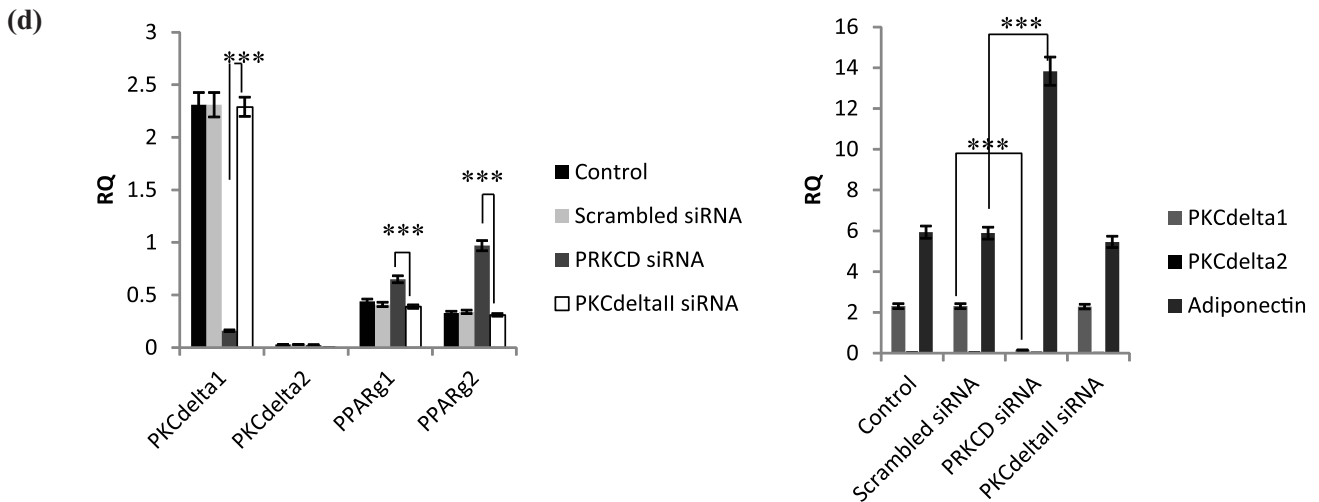 (d)
3
2.5
2
1.5
1
0.5
0
RQ
***
***
***
PKCdelta1
PKCdelta2
PPARg1
PPARg2
Control
Scrambled siRNA
PRKCD siRNA
PKCdeltaII siRNA
16
14
12
10
8
6
4
2
0
RQ
***
***
Control
Scrambled siRNA
PRKCD siRNA
PKCdeltaII siRNA
PKCdelta1
PKCdelta2
Adiponectin